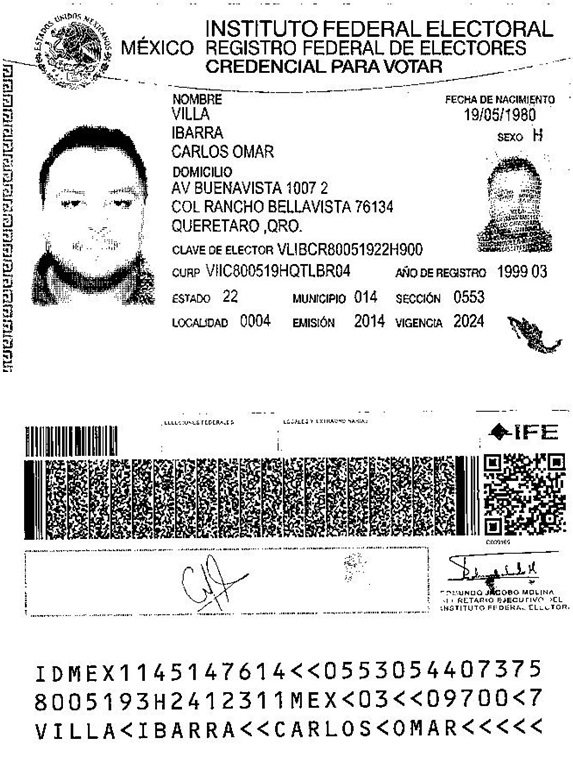 ESTADOS UNIDOS MEXICANOS
MÉXICO
INSTITUTO FEDERAL ELECTORAL
REGISTRO FEDERAL DE ELECTORES
CREDENCIAL PARA VOTAR
NOMBRE
VILLA
IBARRA
CARLOS OMAR
FECHA DE NACIMIENTO
19/05/1980
SEXO H
DOMICILIO
AV BUENAVISTA 1007 2
COL RANCHO BELLAVISTA 76134
QUERETARO ,QRO.
CLAVE DE ELECTOR VLIBCR80051922H900
CURP VIIC800519HQTLBR04 AÑO DE REGISTRO 1999 03
ESTADO 22 MUNICIPIO 014 SECCIÓN 0553
LOCALIDAD 0004 EMISIÓN 2014 VIGENCIA 2024
ELECCIONES FEDERALES
LOCALES Y EXTRAORDINARIAS
IFE
EDMUNDO JACOBO MOLINA
SECRETARIO EJECUTIVO DEL
INSTITUTO FEDERAL ELECTORAL
IDMEX1145147614<<0553054407375
8005193H2412311MEX<03<<09700<7
VILLA<IBARRA<<CARLOS<OMAR<<<<<